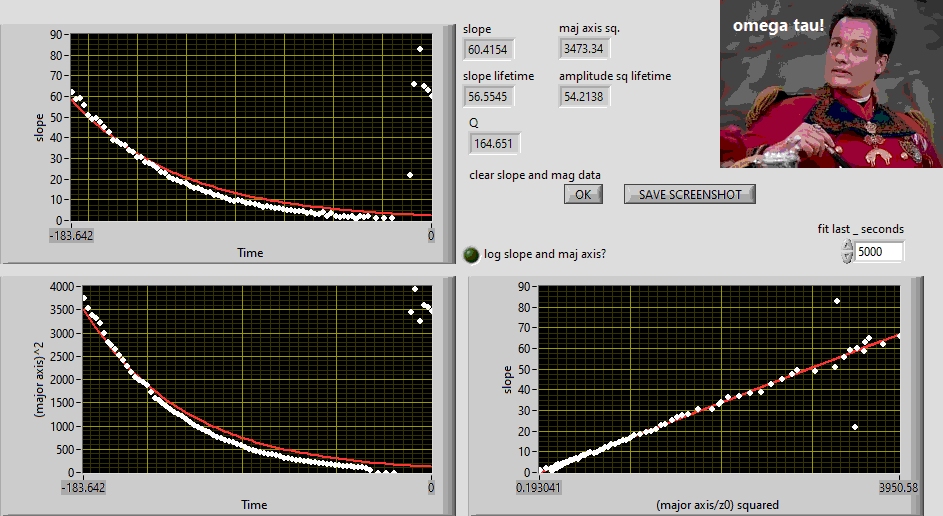 slope
maj axis sq.
omega tau!
60.4154
3473.34
slope lifetime
amplitude sq lifetime
56.5545
54.2138
Q
164.651
clear slope and mag data
OK
SAVE SCREENSHOT
fit last _ seconds
5000
log slope and maj axis?
90
80
70
60
50
40
30
20
10
0
slope
-183.642
0
Time
4000
3500
3000
2500
2000
1500
1000
500
0
(major axis)^2
-183.642
0
Time
90
80
70
60
50
40
30
20
10
0
slope
0.193041
3950.58
(major axis/z0) squared